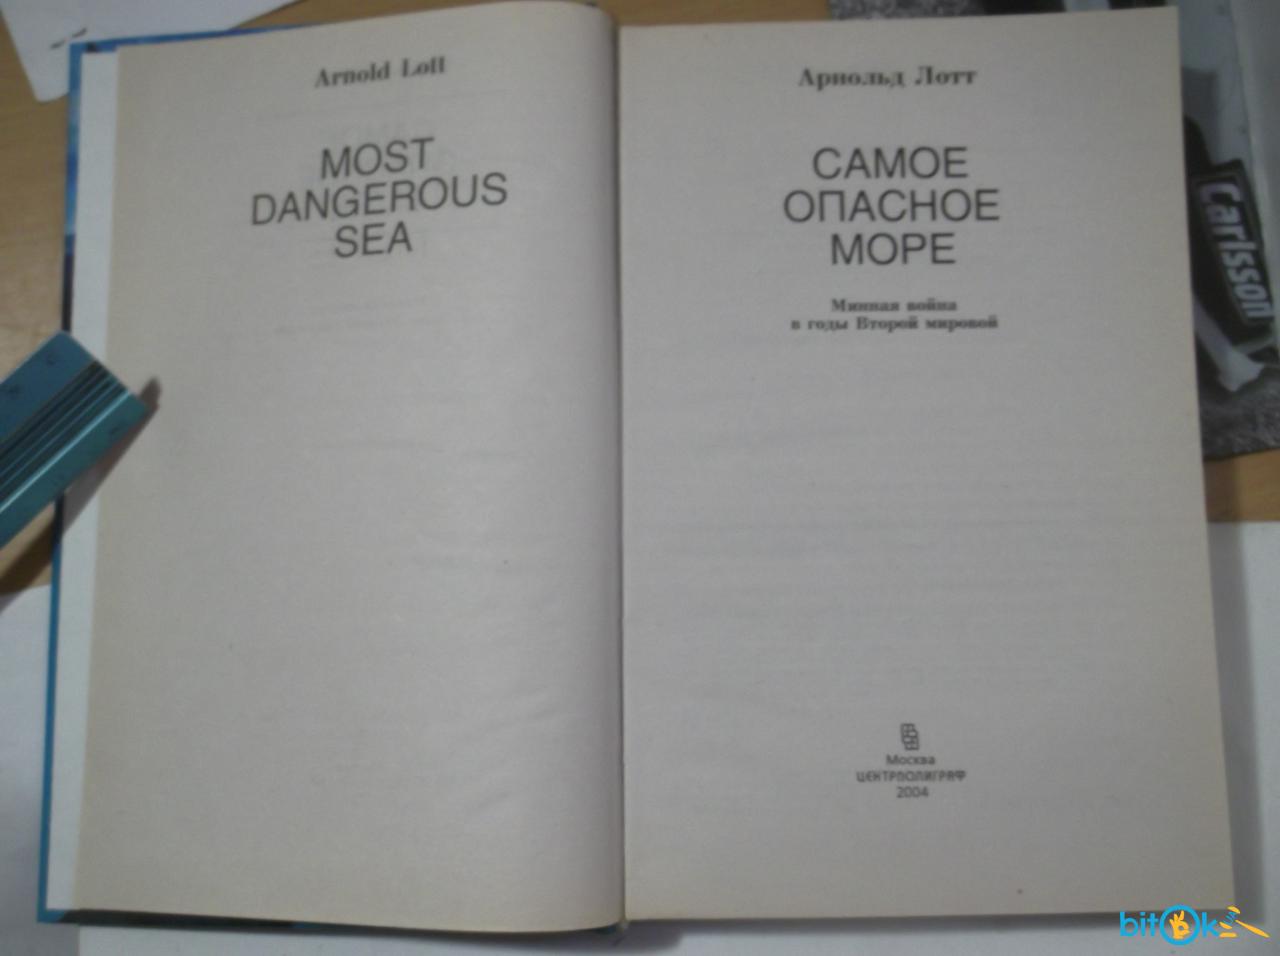 Arnold Lott
MOST
DANGEROUS
SEA
Арнольд Лотт
САМОЕ
ОПАСНОЕ
МОРЕ
Минная война
в годы Второй мировой
Москва
ЦЕНТРПОЛИГРАФ
2004
Carlsson
bitOk